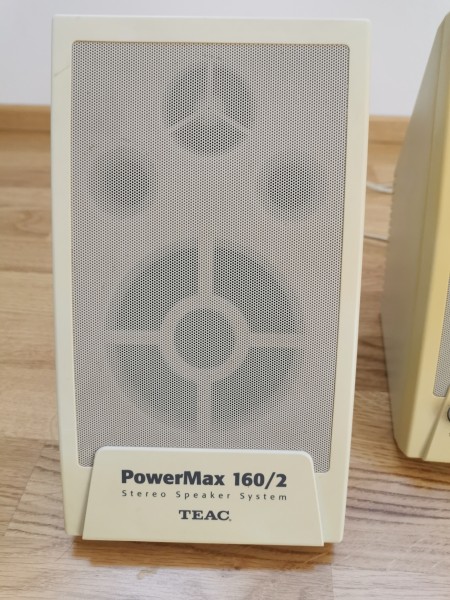 PowerMax 160/2
Stereo Speaker System
TEAC.